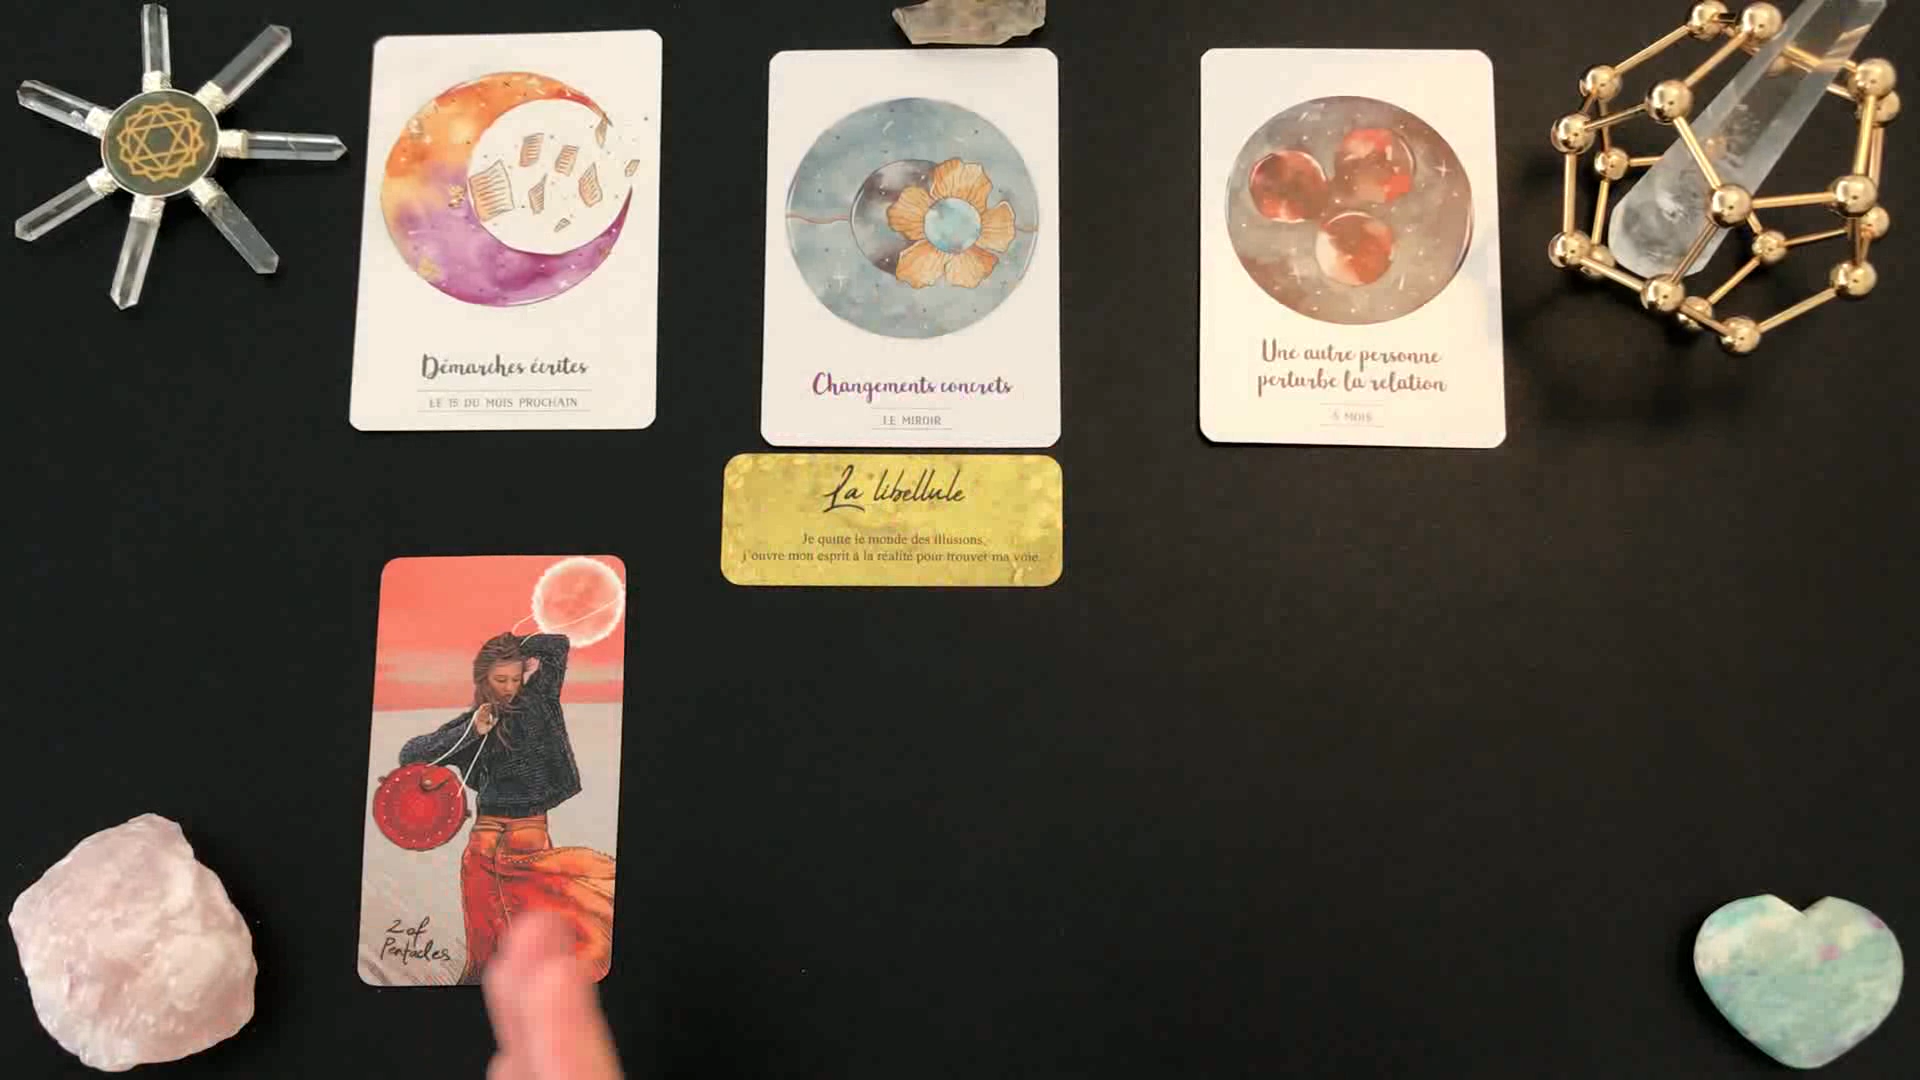 Démarches écrites
LE 15 DU MOIS PROCHAIN
Changements concrets
LE MIROIR
Une autre personne
perturbe la relation
MOIS
La libellule
Je quitte le monde des illusions,
j'ouvre mon esprit à la réalité pour trouver ma voie.
2 of
Pentacles